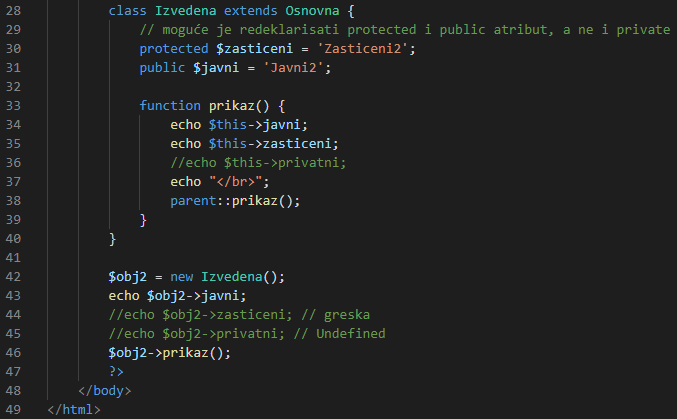 28 class Izvedena extends Osnovna {
29 // moguće je redeklarisati protected i public atribut, a ne i private
30 protected $zasticeni = 'Zasticeni2';
31 public $javni = 'Javni2';
32
33 function prikaz() {
34 echo $this->javni;
35 echo $this->zasticeni;
36 //echo $this->privatni;
37 echo "</br>";
38 parent::prikaz();
39 }
40 }
41
42 $obj2 = new Izvedena();
43 echo $obj2->javni;
44 //echo $obj2->zasticeni; // greska
45 //echo $obj2->privatni; // Undefined
46 $obj2->prikaz();
47 ?>
48 </body>
49 </html>